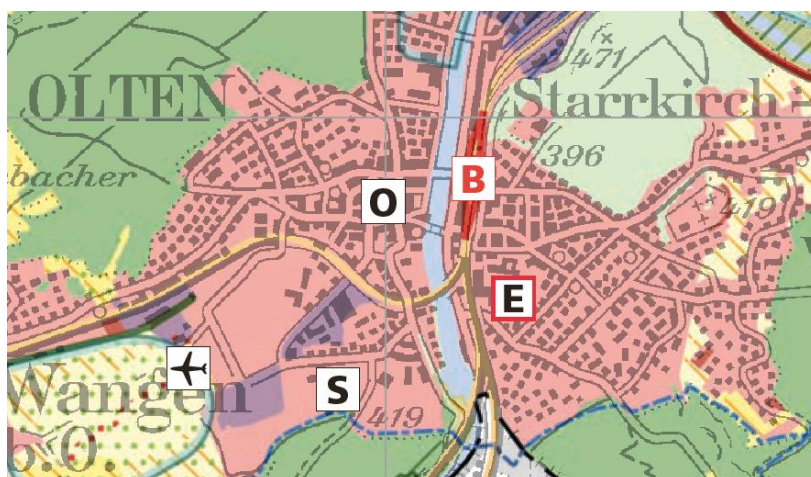 471
OLTEN
Starrkirch-
396
bacher
B
O
419
E
S
419
Wangen
b.O.